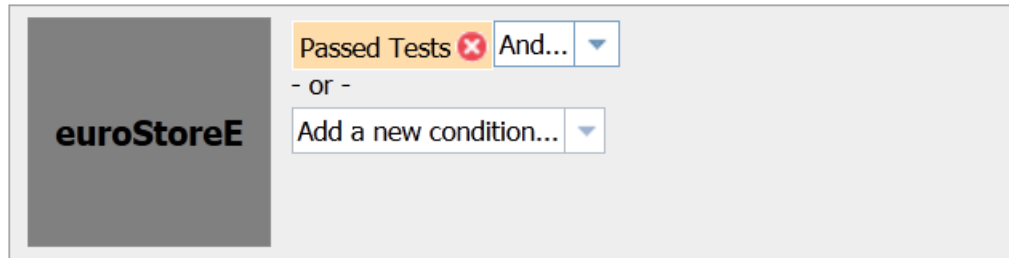 euroStoreE
Passed Tests And...
- or -
Add a new condition...